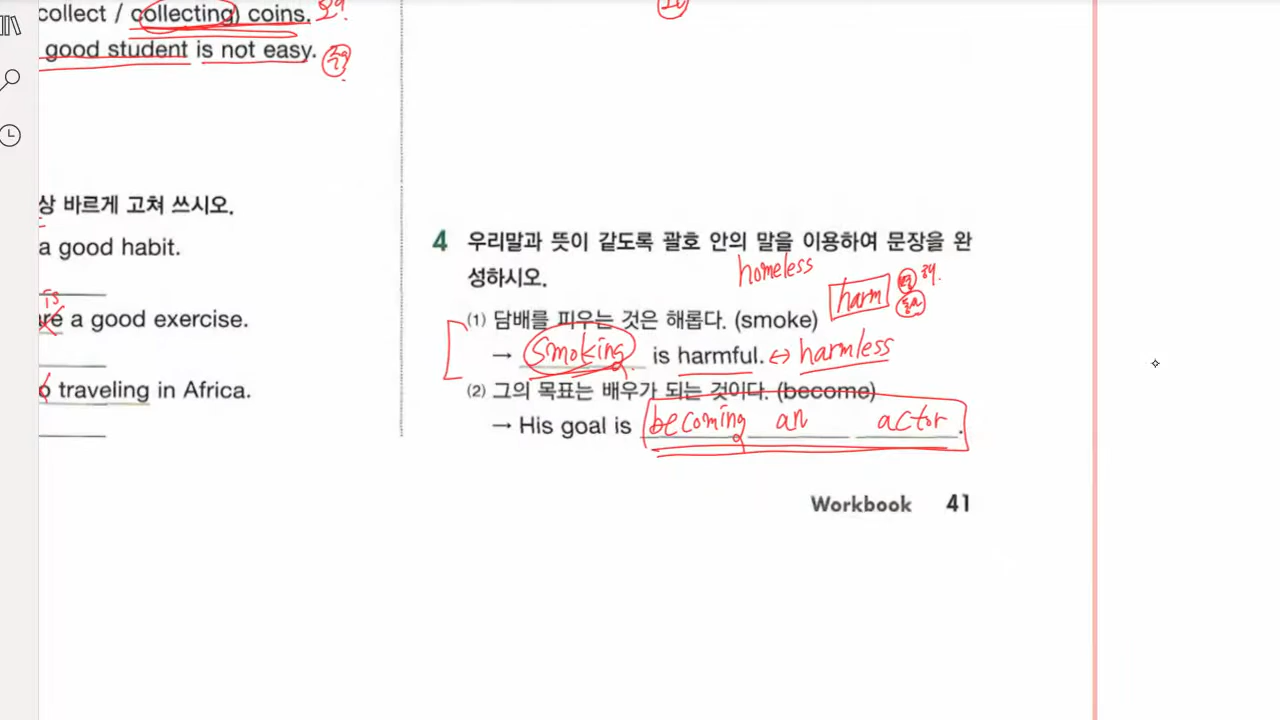 collect / collecting) coins.
good student is not easy.
상 바르게 고쳐 쓰시오.
a good habit.
is
are a good exercise.
traveling in Africa.
4 우리말과 뜻이 같도록 괄호 안의 말을 이용하여 문장을 완
성하시오.
homeless
harm
(1) 담배를 피우는 것은 해롭다. (smoke)
→ smoking is harmful. ↔ harmless
(2) 그의 목표는 배우가 되는 것이다. (become)
→ His goal is becoming an actor.
Workbook 41